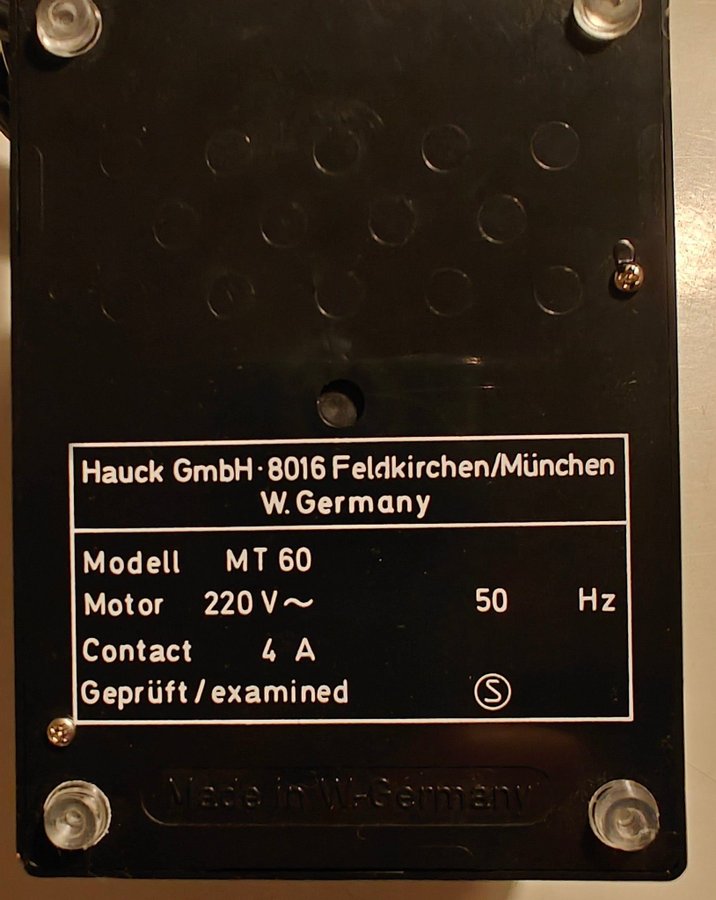 Hauck GmbH · 8016 Feldkirchen/München
W. Germany
Modell MT 60
Motor 220 V ~ 50 Hz
Contact 4 A
Geprüft / examined Ⓢ
Made in W-Germany